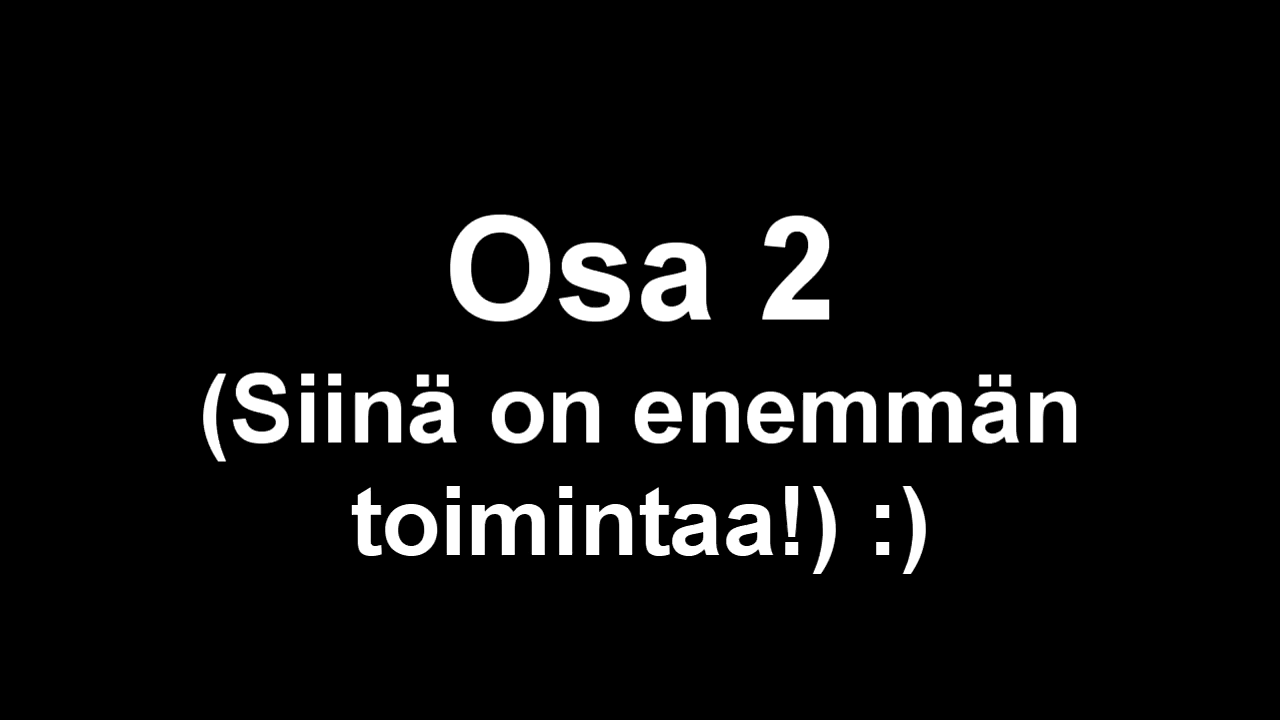 Osa 2
(Siinä on enemmän
toimintaa!) :)